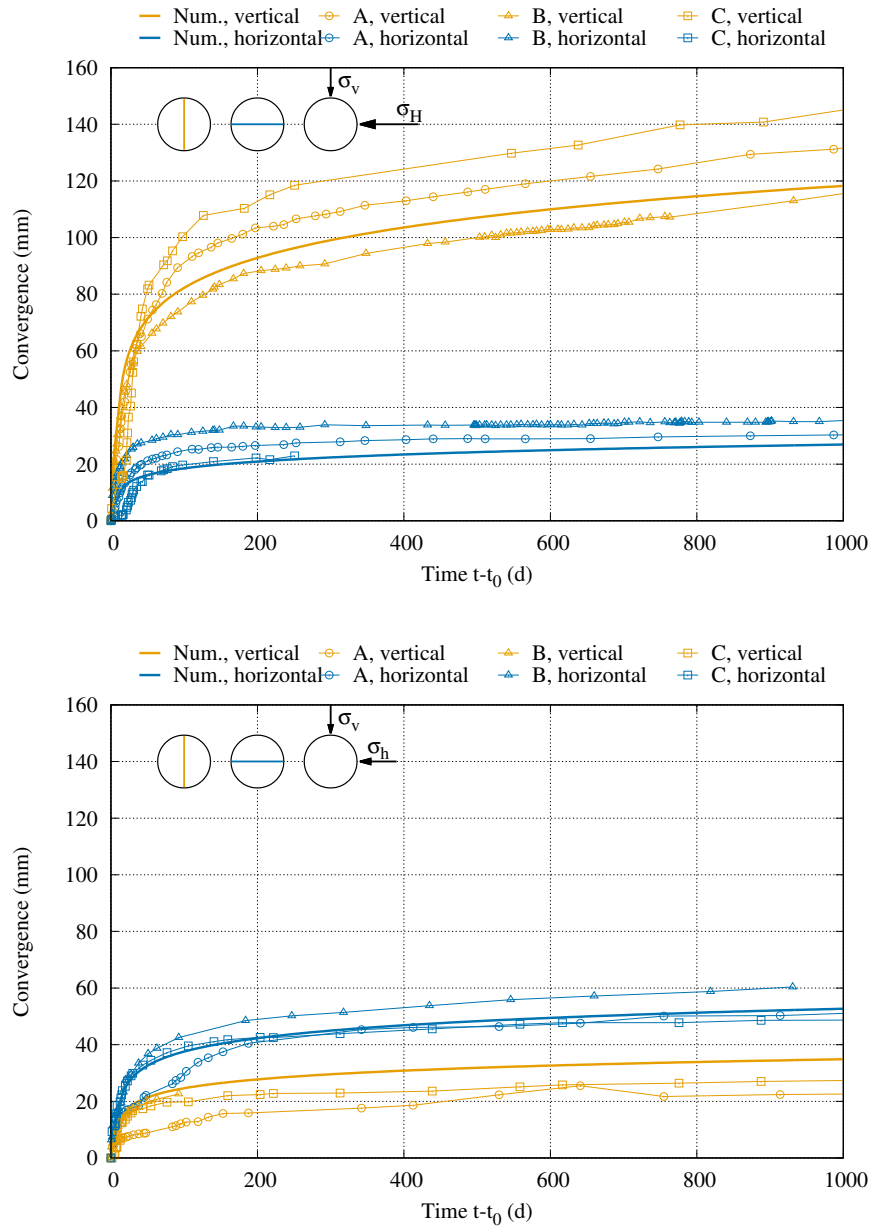 Num., vertical A, vertical B, vertical C, vertical
Num., horizontal A, horizontal B, horizontal C, horizontal
160
140
120
100
80
60
40
20
0
σv
σH
Convergence (mm)
0 200 400 600 800 1000
Time t-t0 (d)
Num., vertical A, vertical B, vertical C, vertical
Num., horizontal A, horizontal B, horizontal C, horizontal
160
140
120
100
80
60
40
20
0
σv
σh
Convergence (mm)
0 200 400 600 800 1000
Time t-t0 (d)